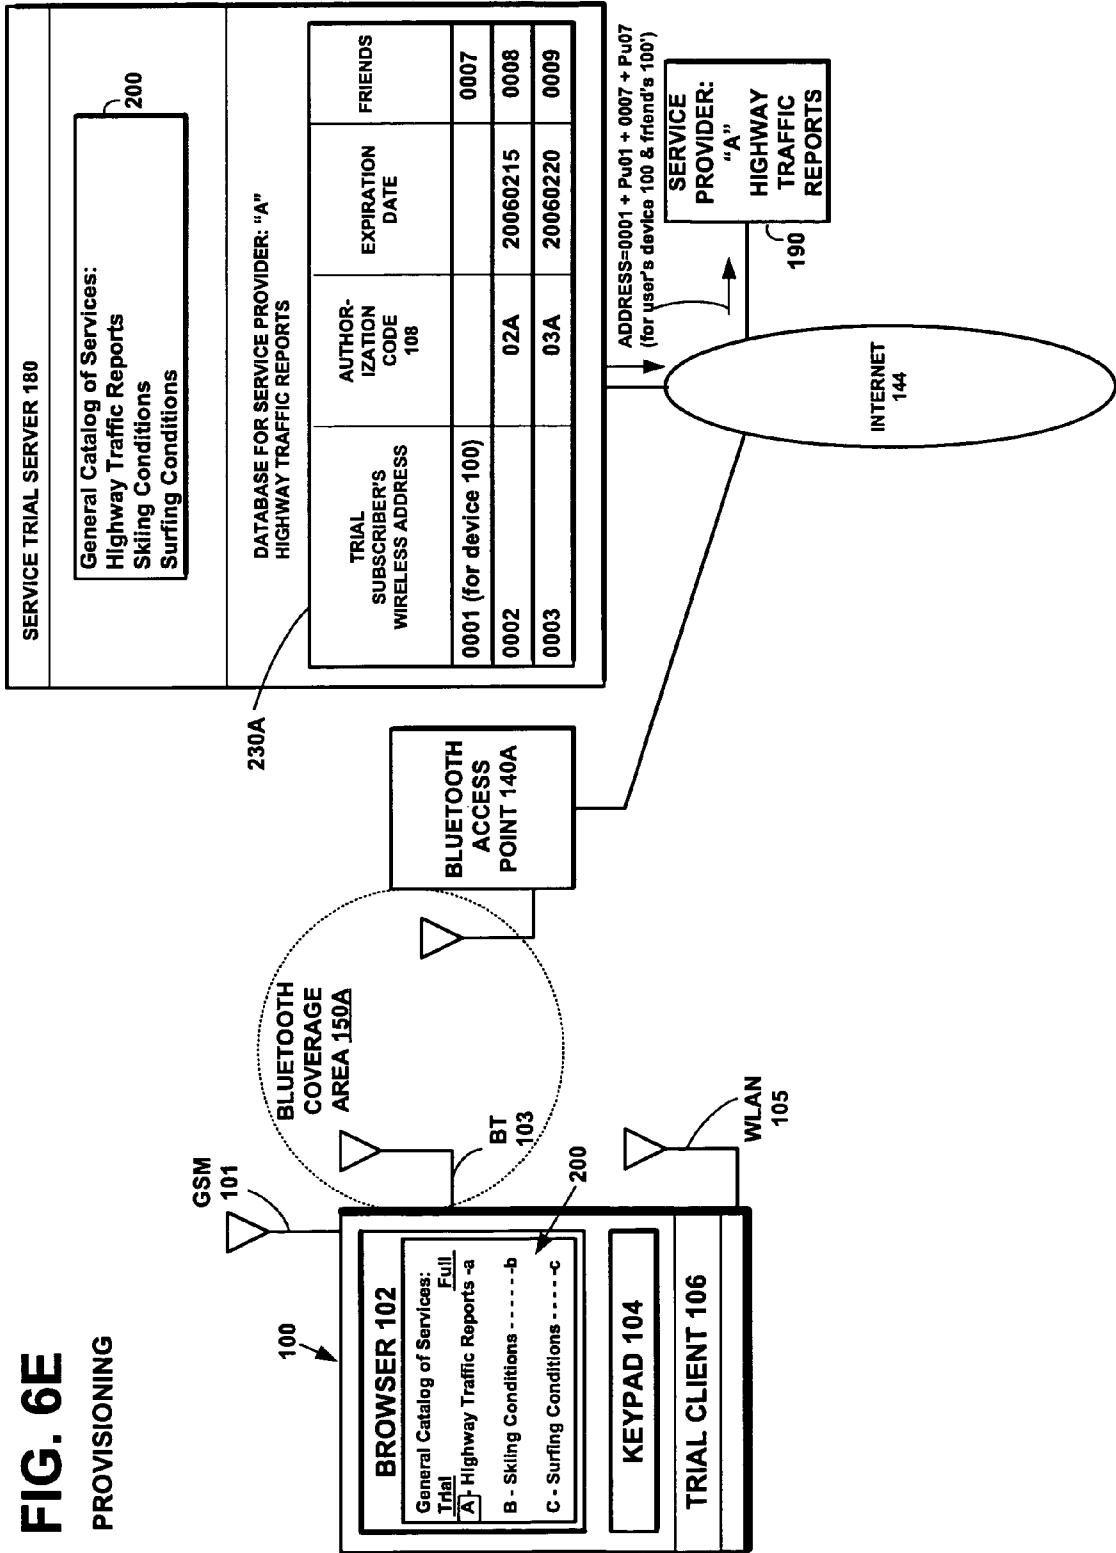 FIG. 6E
PROVISIONING
SERVICE TRIAL SERVER 180
General Catalog of Services:
Highway Traffic Reports
Skiing Conditions
Surfing Conditions
200
DATABASE FOR SERVICE PROVIDER: "A"
HIGHWAY TRAFFIC REPORTS
230A
TRIAL
SUBSCRIBER'S
WIRELESS ADDRESS
AUTHOR-
IZATION
CODE
108
EXPIRATION
DATE
FRIENDS
0001 (for device 100) 0007
0002 02A 20060215 0008
0003 03A 20060220 0009
ADDRESS=0001 + Pu01 + 0007 + Pu07
(for user's device 100 & friend's 100')
SERVICE
PROVIDER:
"A"
HIGHWAY
TRAFFIC
REPORTS
190
INTERNET
144
BLUETOOTH
ACCESS
POINT 140A
BLUETOOTH
COVERAGE
AREA 150A
GSM
101
BT
103
WLAN
105
100
BROWSER 102
General Catalog of Services:
Trial Full
A - Highway Traffic Reports -a
B - Skiing Conditions - - - - - -b
C - Surfing Conditions - - - - -c
200
KEYPAD 104
TRIAL CLIENT 106